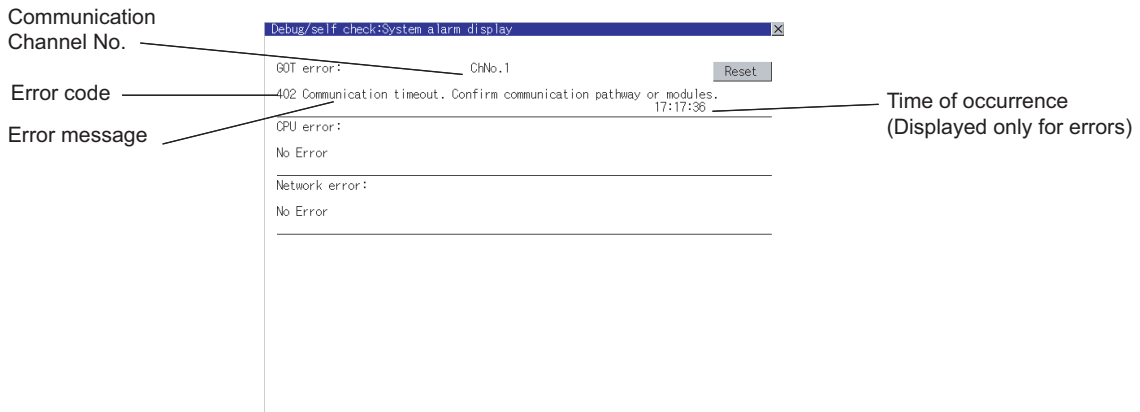 Communication
Channel No.
Error code
Error message
Debug/self check:System alarm display
GOT error: ChNo.1 Reset
402 Communication timeout. Confirm communication pathway or modules.
17:17:36
CPU error:
No Error
Network error:
No Error
Time of occurrence
(Displayed only for errors)